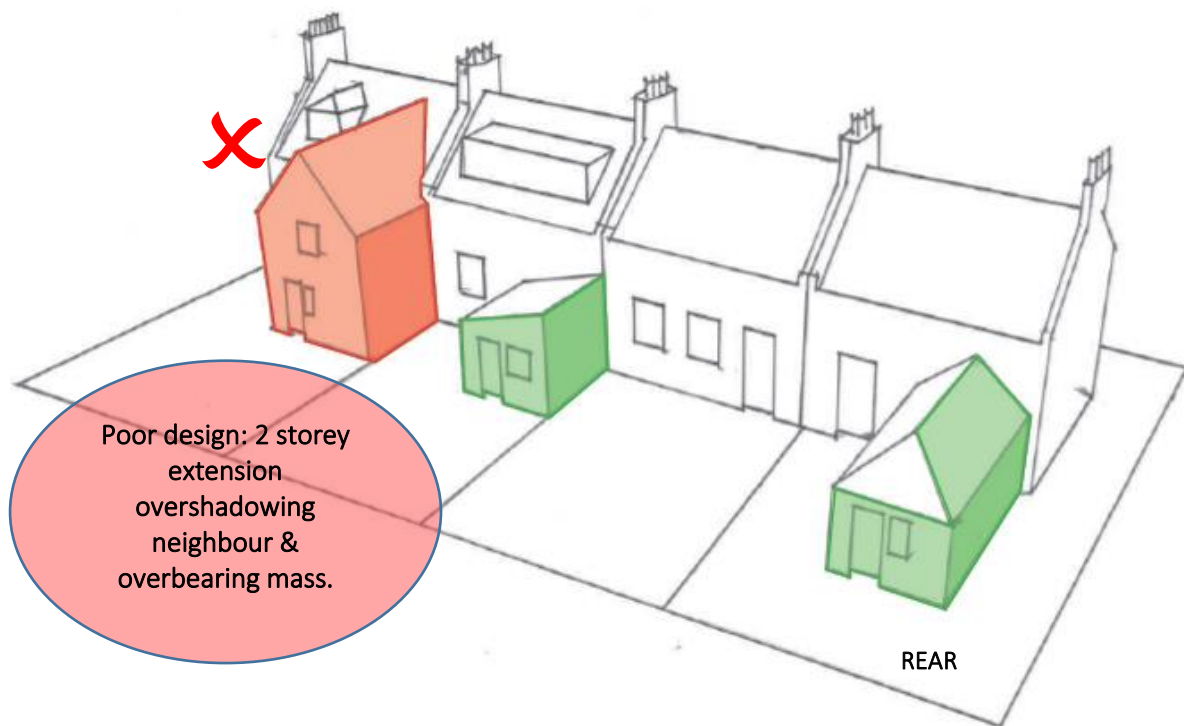 Poor design: 2 storey
extension
overshadowing
neighbour &
overbearing mass.
REAR